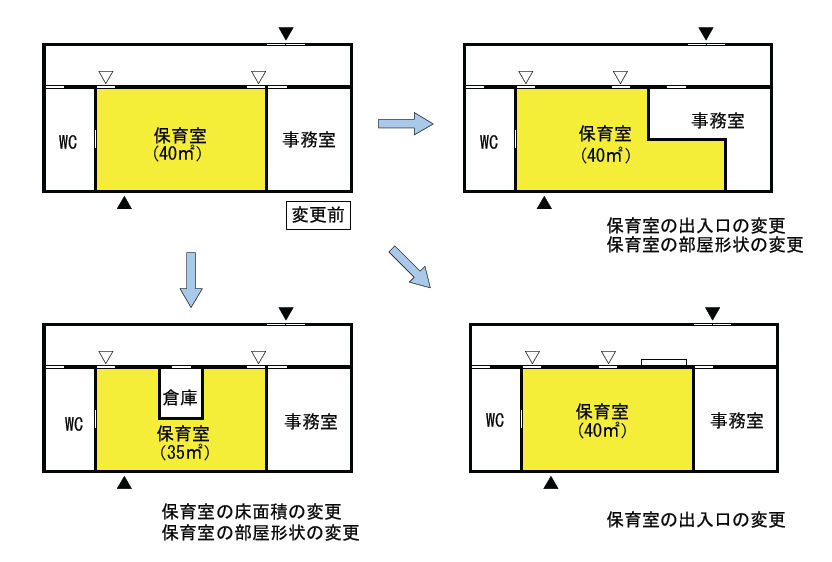 WC
保育室
(40㎡)
事務室
変更前
WC
保育室
(40㎡)
事務室
保育室の出入口の変更
保育室の部屋形状の変更
WC
倉庫
保育室
(35㎡)
事務室
保育室の床面積の変更
保育室の部屋形状の変更
WC
保育室
(40㎡)
事務室
保育室の出入口の変更